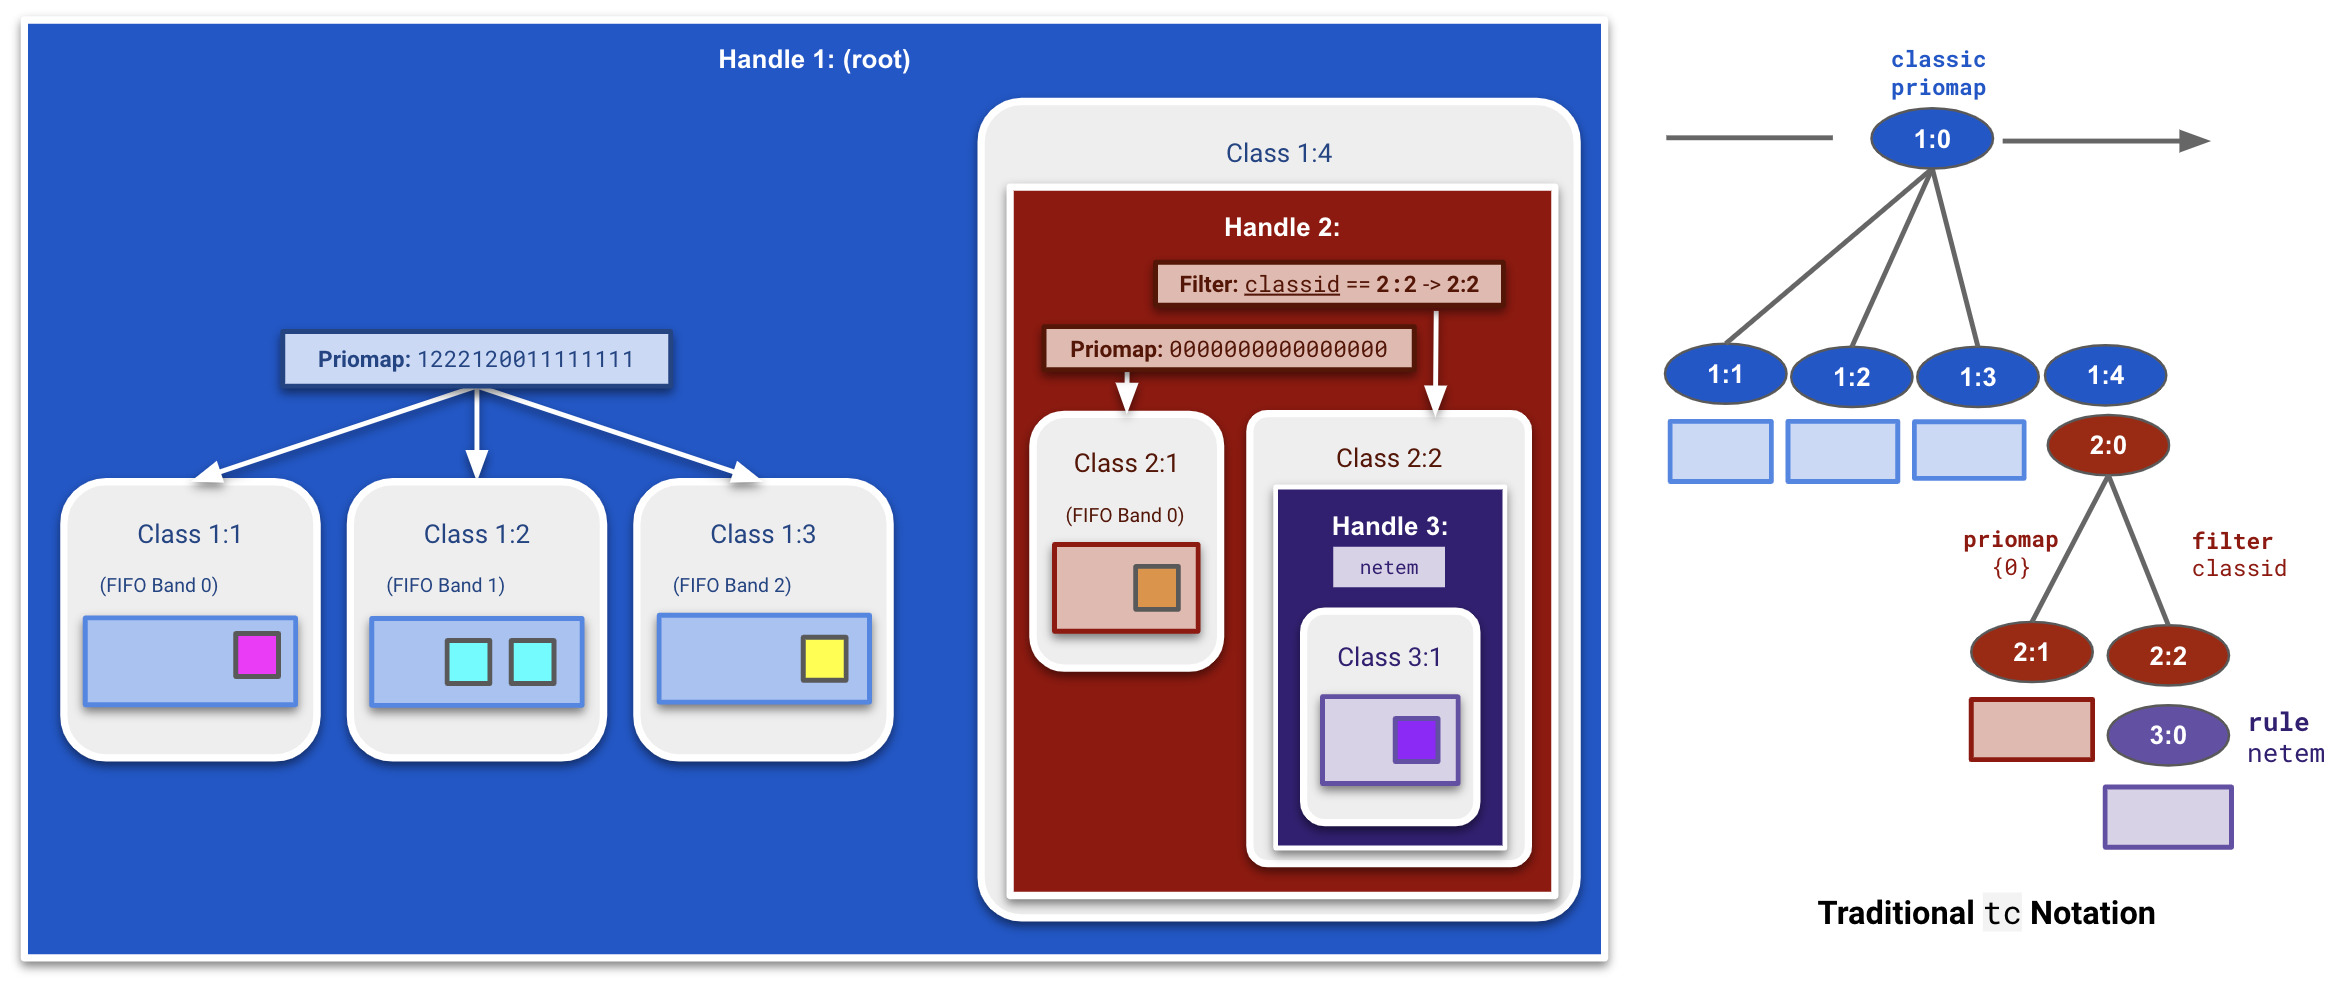 Handle 1: (root)
Class 1:4
Handle 2:
Filter: classid == 2:2 -> 2:2
Priomap: 0000000000000000
Priomap: 1222120011111111
Class 1:1
(FIFO Band 0)
Class 1:2
(FIFO Band 1)
Class 1:3
(FIFO Band 2)
Class 2:1
(FIFO Band 0)
Class 2:2
Handle 3:
netem
Class 3:1
classic
priomap
1:0
1:1
1:2
1:3
1:4
2:0
priomap
{0}
filter
classid
2:1
2:2
3:0
rule
netem
Traditional tc Notation